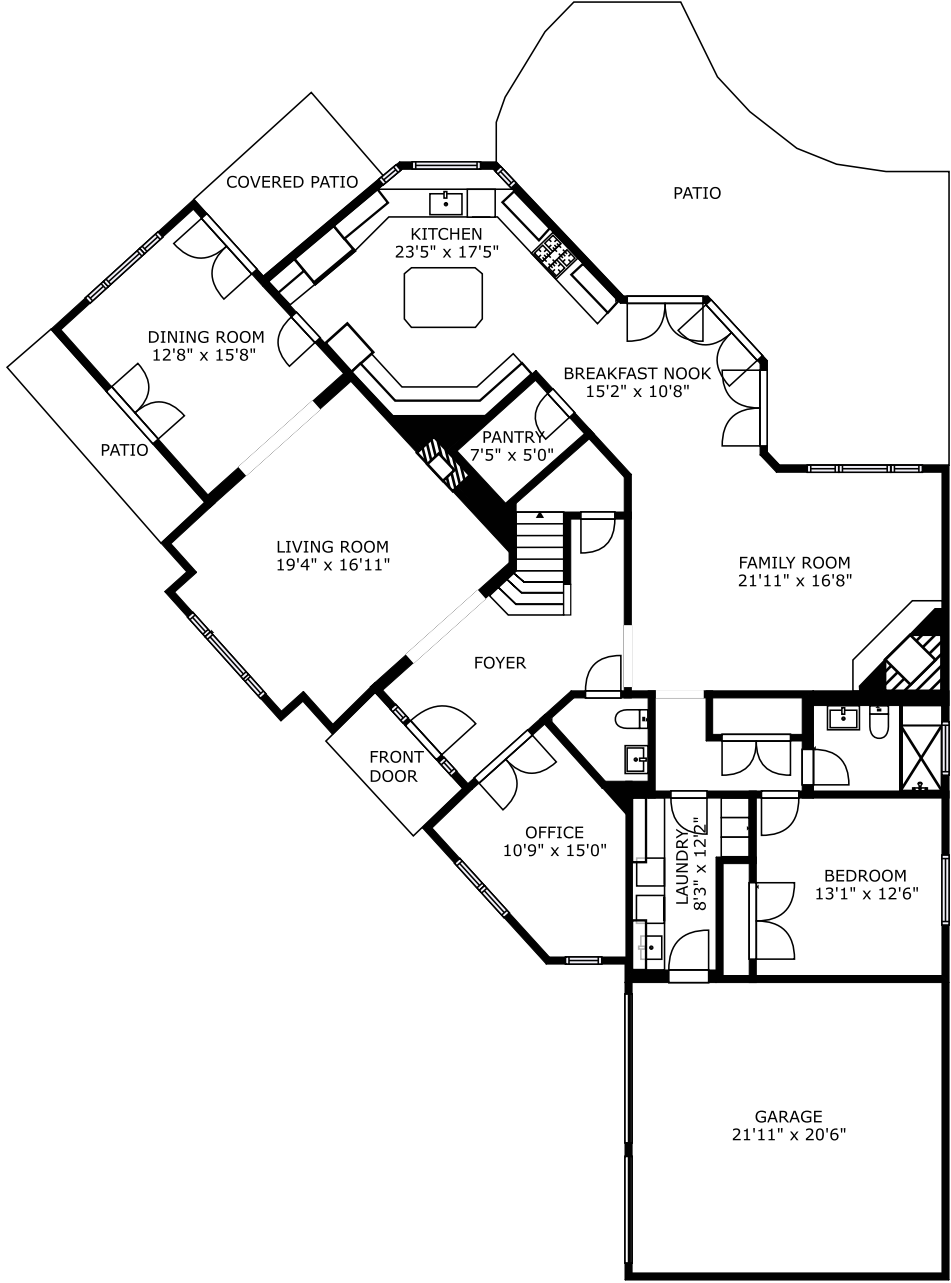 COVERED PATIO
PATIO
KITCHEN
23'5" x 17'5"
DINING ROOM
12'8" x 15'8"
BREAKFAST NOOK
15'2" x 10'8"
PATIO
PANTRY
7'5" x 5'0"
LIVING ROOM
19'4" x 16'11"
FAMILY ROOM
21'11" x 16'8"
FOYER
FRONT
DOOR
OFFICE
10'9" x 15'0"
LAUNDRY
8'3" x 12'2"
BEDROOM
13'1" x 12'6"
GARAGE
21'11" x 20'6"